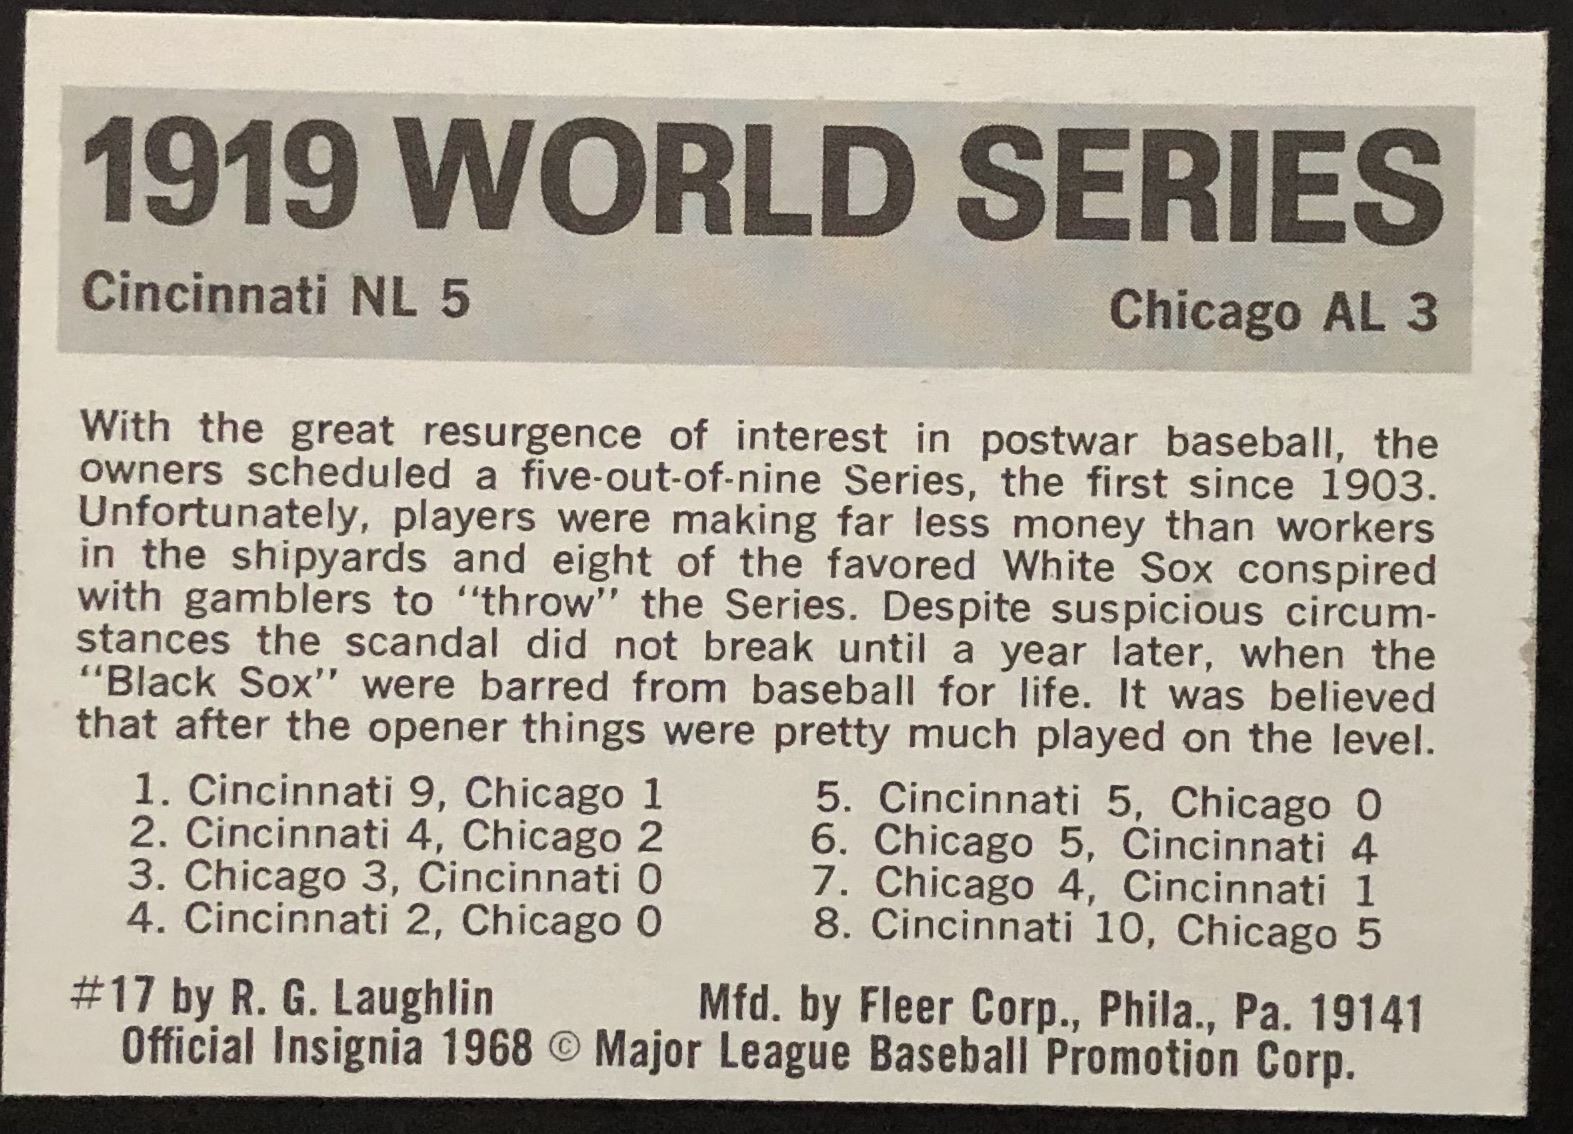 1919 WORLD SERIES
Cincinnati NL 5 Chicago AL 3
With the great resurgence of interest in postwar baseball, the
owners scheduled a five-out-of-nine Series, the first since 1903.
Unfortunately, players were making far less money than workers
in the shipyards and eight of the favored White Sox conspired
with gamblers to "throw" the Series. Despite suspicious circum-
stances the scandal did not break until a year later, when the
"Black Sox" were barred from baseball for life. It was believed
that after the opener things were pretty much played on the level.
1. Cincinnati 9, Chicago 1
2. Cincinnati 4, Chicago 2
3. Chicago 3, Cincinnati 0
4. Cincinnati 2, Chicago 0
5. Cincinnati 5, Chicago 0
6. Chicago 5, Cincinnati 4
7. Chicago 4, Cincinnati 1
8. Cincinnati 10, Chicago 5
#17 by R. G. Laughlin Mfd. by Fleer Corp., Phila., Pa. 19141
Official Insignia 1968 © Major League Baseball Promotion Corp.